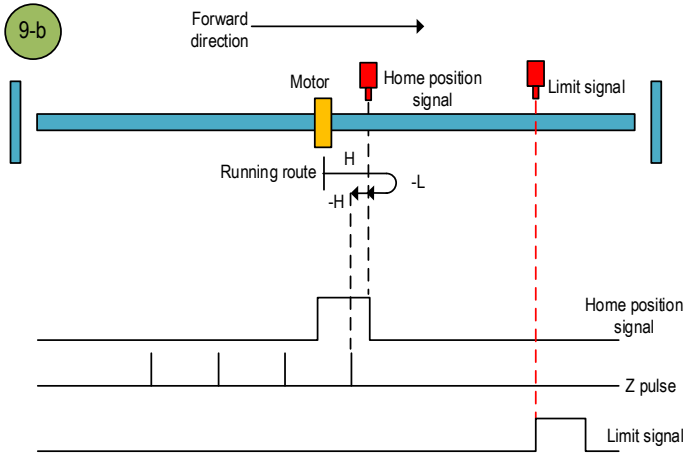 9-b
Forward
direction
Motor
Home position
signal
Limit signal
Running route
H
-L
-H
Home position
signal
Z pulse
Limit signal